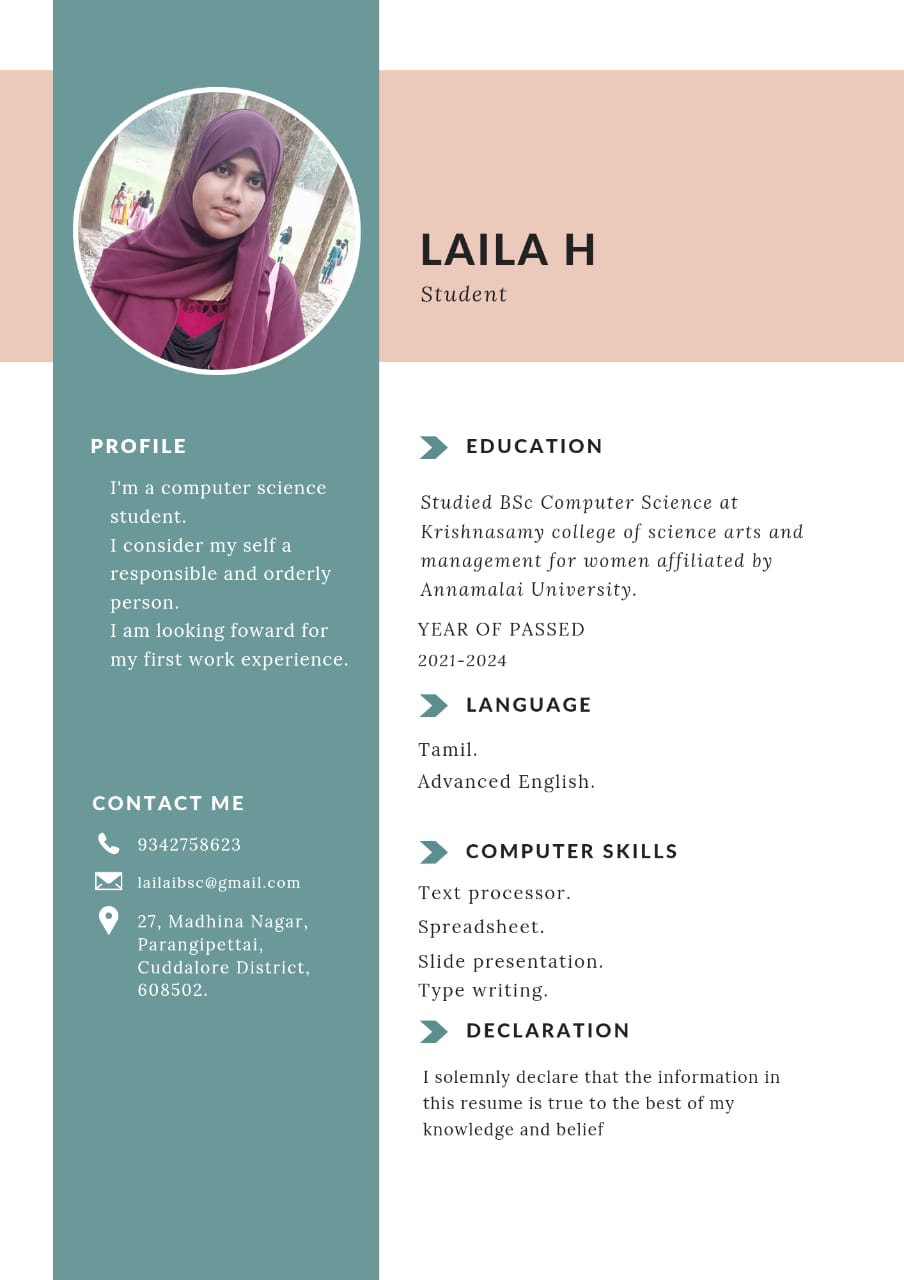 LAILA H
Student
PROFILE
I'm a computer science
student.
I consider my self a
responsible and orderly
person.
I am looking foward for
my first work experience.
CONTACT ME
9342758623
lailaibsc@gmail.com
27, Madhina Nagar,
Parangipettai,
Cuddalore District,
608502.
EDUCATION
Studied BSc Computer Science at
Krishnasamy college of science arts and
management for women affiliated by
Annamalai University.
YEAR OF PASSED
2021-2024
LANGUAGE
Tamil.
Advanced English.
COMPUTER SKILLS
Text processor.
Spreadsheet.
Slide presentation.
Type writing.
DECLARATION
I solemnly declare that the information in
this resume is true to the best of my
knowledge and belief